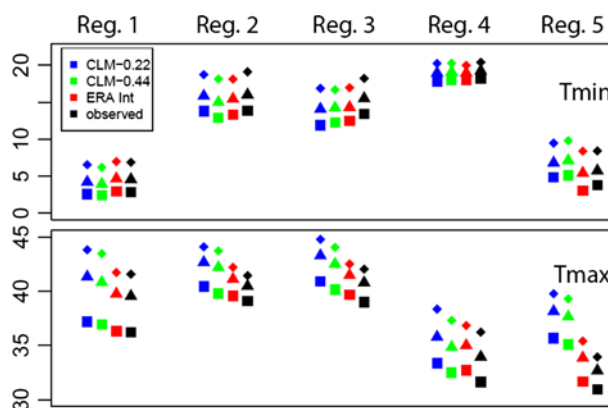 Reg. 1 Reg. 2 Reg. 3 Reg. 4 Reg. 5
CLM-0.22
CLM-0.44
ERA Int
observed
Tmin
20
10
5
0
Tmax
45
40
35
30